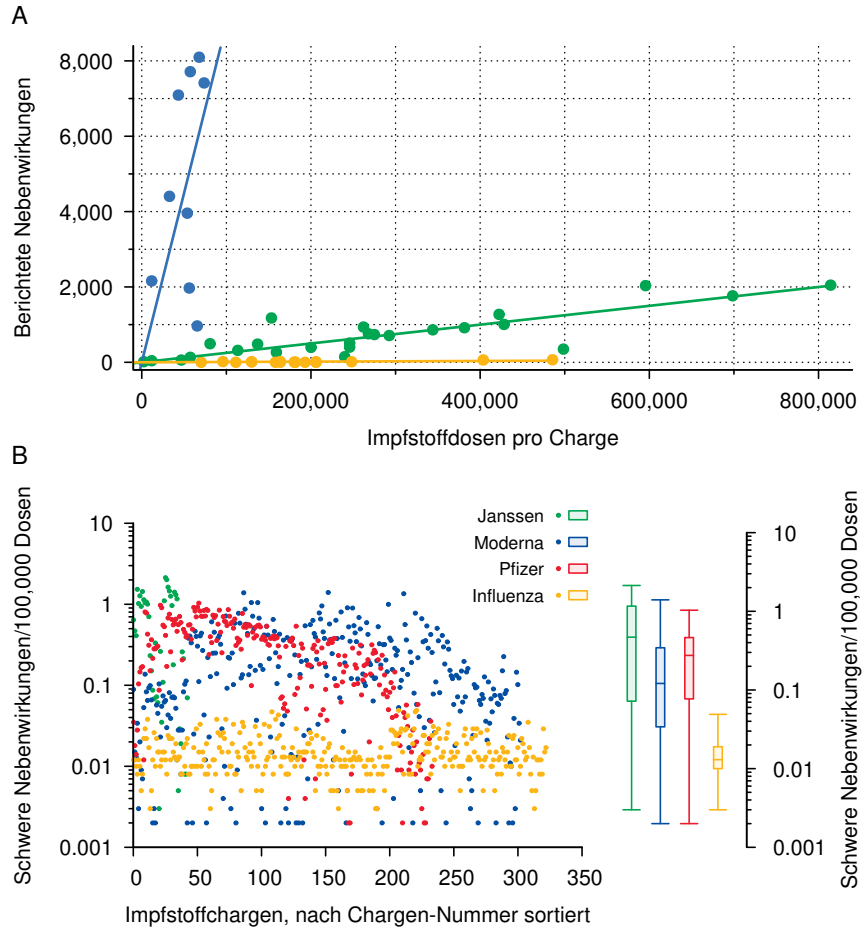 A
Berichtete Nebenwirkungen
8,000
6,000
4,000
2,000
0
0 200,000 400,000 600,000 800,000
Impfstoffdosen pro Charge
B
Schwere Nebenwirkungen/100,000 Dosen
10
1
0.1
0.01
0.001
0 50 100 150 200 250 300 350
Impfstoffchargen, nach Chargen-Nummer sortiert
Janssen
Moderna
Pfizer
Influenza
10
1
0.1
0.01
0.001
Schwere Nebenwirkungen/100,000 Dosen